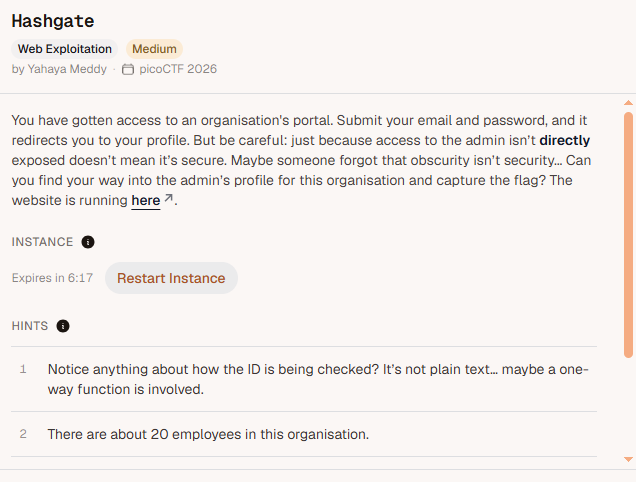 Hashgate
Web Exploitation Medium
by Yahaya Meddy · picoCTF 2026
You have gotten access to an organisation's portal. Submit your email and password, and it
redirects you to your profile. But be careful: just because access to the admin isn't directly
exposed doesn't mean it's secure. Maybe someone forgot that obscurity isn't security... Can
you find your way into the admin's profile for this organisation and capture the flag? The
website is running here ↗.
INSTANCE
Expires in 6:17 Restart Instance
HINTS
1 Notice anything about how the ID is being checked? It's not plain text... maybe a one-
way function is involved.
2 There are about 20 employees in this organisation.